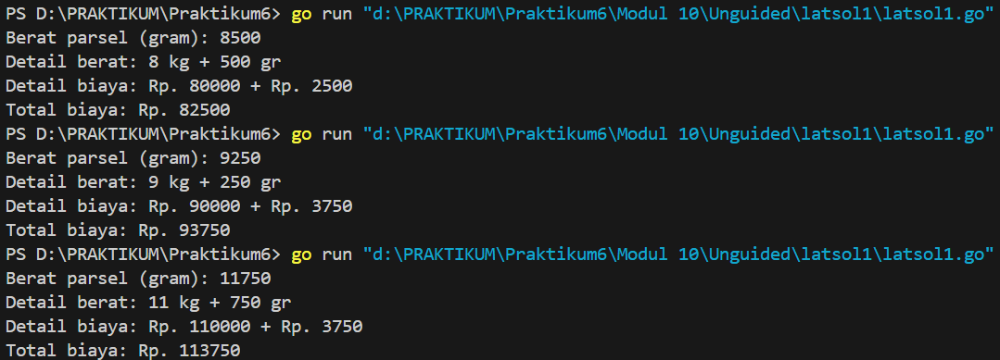 PS D:\PRAKTIKUM\Praktikum6> go run "d:\PRAKTIKUM\Praktikum6\Modul 10\Unguided\latsol1\latsol1.go"
Berat parsel (gram): 8500
Detail berat: 8 kg + 500 gr
Detail biaya: Rp. 80000 + Rp. 2500
Total biaya: Rp. 82500
PS D:\PRAKTIKUM\Praktikum6> go run "d:\PRAKTIKUM\Praktikum6\Modul 10\Unguided\latsol1\latsol1.go"
Berat parsel (gram): 9250
Detail berat: 9 kg + 250 gr
Detail biaya: Rp. 90000 + Rp. 3750
Total biaya: Rp. 93750
PS D:\PRAKTIKUM\Praktikum6> go run "d:\PRAKTIKUM\Praktikum6\Modul 10\Unguided\latsol1\latsol1.go"
Berat parsel (gram): 11750
Detail berat: 11 kg + 750 gr
Detail biaya: Rp. 110000 + Rp. 3750
Total biaya: Rp. 113750